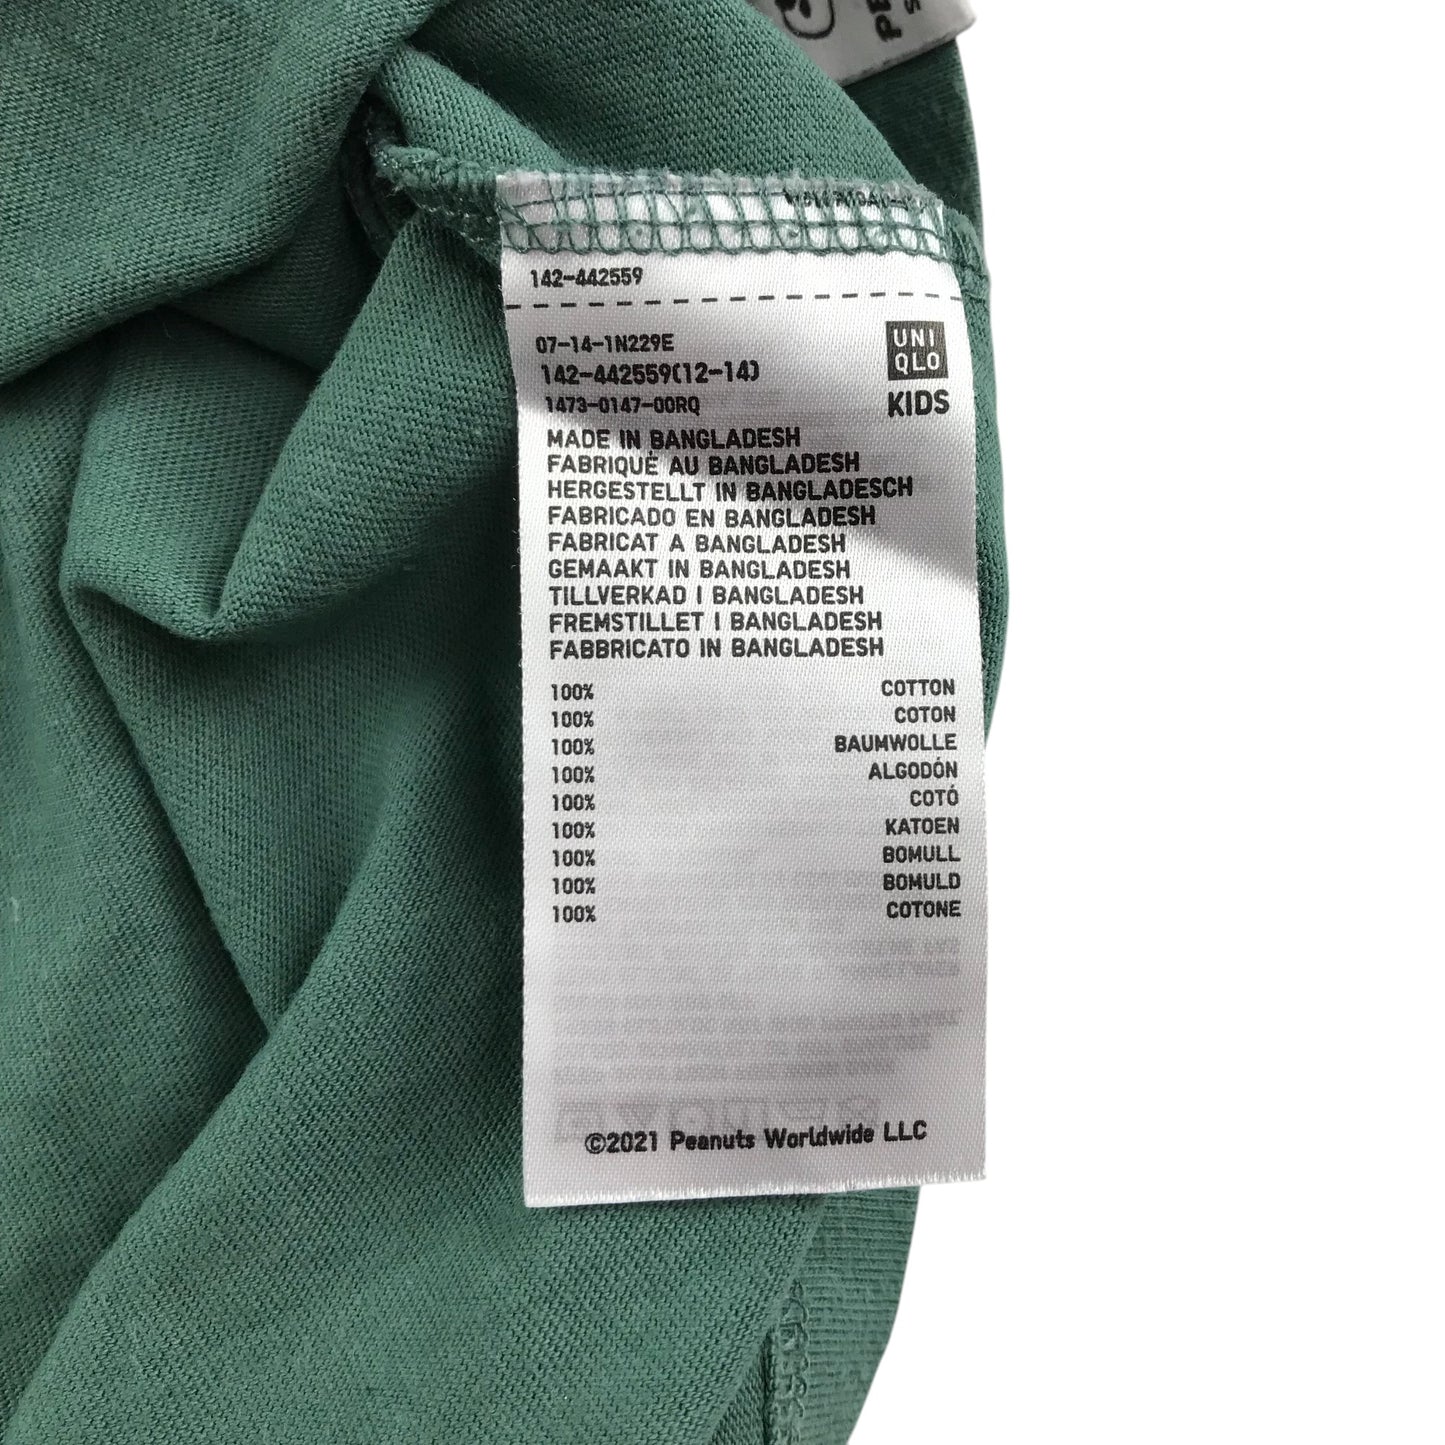 142-442559
07-14-1N229E
142-442559(12-14)
1473-0147-00RQ
UNI
QLO
KIDS
MADE IN BANGLADESH
FABRIQUÉ AU BANGLADESH
HERGESTELLT IN BANGLADESCH
FABRICADO EN BANGLADESH
FABRICAT A BANGLADESH
GEMAAKT IN BANGLADESH
TILLVERKAD I BANGLADESH
FREMSTILLET I BANGLADESH
FABBRICATO IN BANGLADESH
100% COTTON
100% COTON
100% BAUMWOLLE
100% ALGODÓN
100% COTÓ
100% KATOEN
100% BOMULL
100% BOMULD
100% COTONE
©2021 Peanuts Worldwide LLC